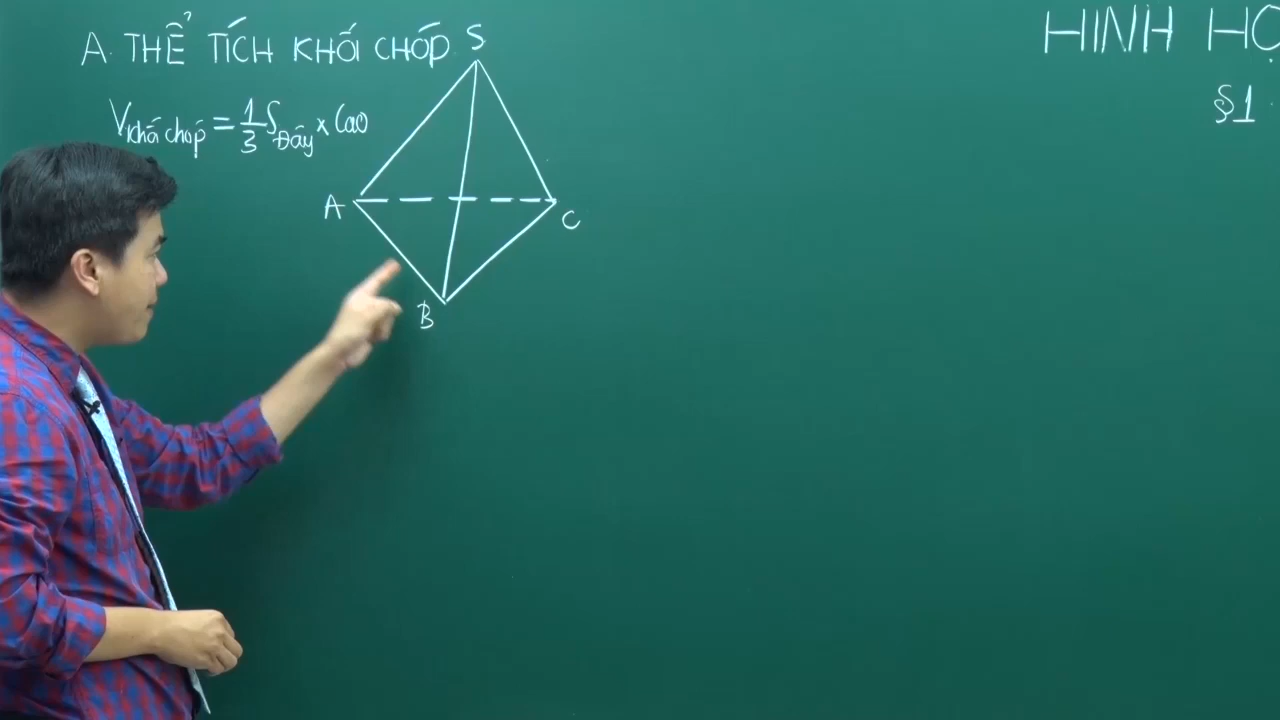 A. THỂ TÍCH KHỐI CHÓP
V Khối chóp = 1/3 S Đáy × Cao
S
A
C
B
HÌNH HỌ
§1